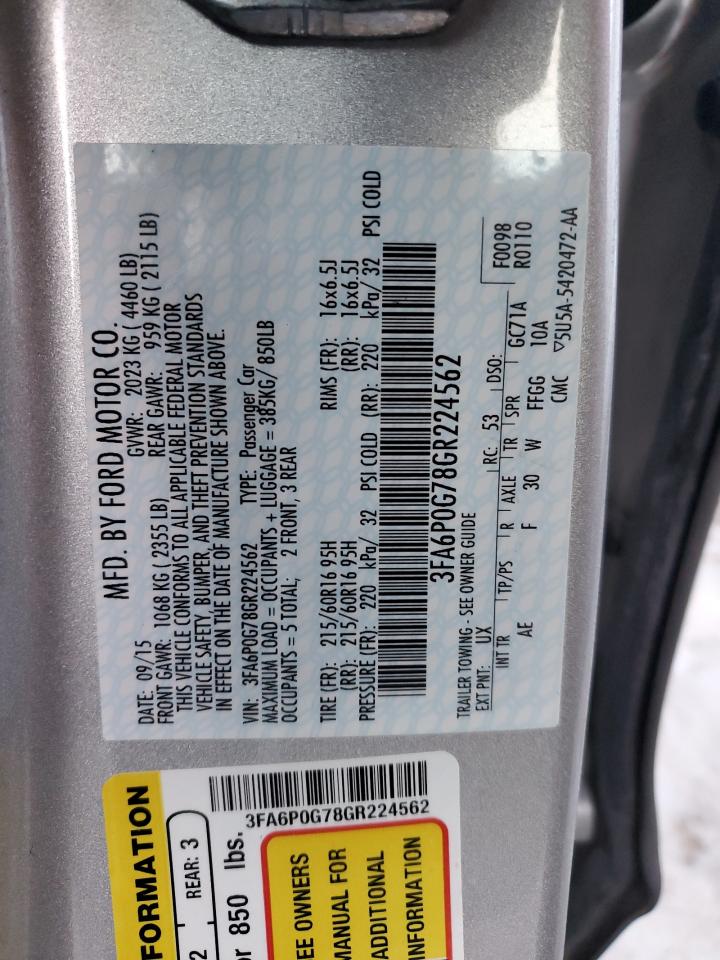 MFD. BY FORD MOTOR CO.
DATE: 09/15 GVWR: 2023 KG ( 4460 LB)
FRONT GAWR: 1068 KG ( 2355 LB) REAR GAWR: 959 KG ( 2115 LB)
THIS VEHICLE CONFORMS TO ALL APPLICABLE FEDERAL MOTOR
VEHICLE SAFETY, BUMPER, AND THEFT PREVENTION STANDARDS
IN EFFECT ON THE DATE OF MANUFACTURE SHOWN ABOVE.
VIN: 3FA6P0G78GR224562 TYPE: Passenger Car
MAXIMUM LOAD = OCCUPANTS + LUGGAGE = 385KG/ 850LB
OCCUPANTS = 5 TOTAL; 2 FRONT, 3 REAR
TIRE (FR): 215/60R16 95H RIMS (FR): 16x6.5J
(RR): 215/60R16 95H (RR): 16x6.5J
PRESSURE (FR): 220 kPa/ 32 PSI COLD (RR): 220 kPa/ 32 PSI COLD
3FA6P0G78GR224562
TRAILER TOWING - SEE OWNER GUIDE
EXT PNT: UX RC: 53 DSO: F0098
INT TR TP/PS R AXLE TR SPR GC71A R0110
AE F 30 W FFGG 10A
CMC ▽5U5A-5420472-AA
FORMATION
2 REAR: 3
or 850 lbs.
3FA6P0G78GR224562
EE OWNERS
MANUAL FOR
ADDITIONAL
INFORMATION